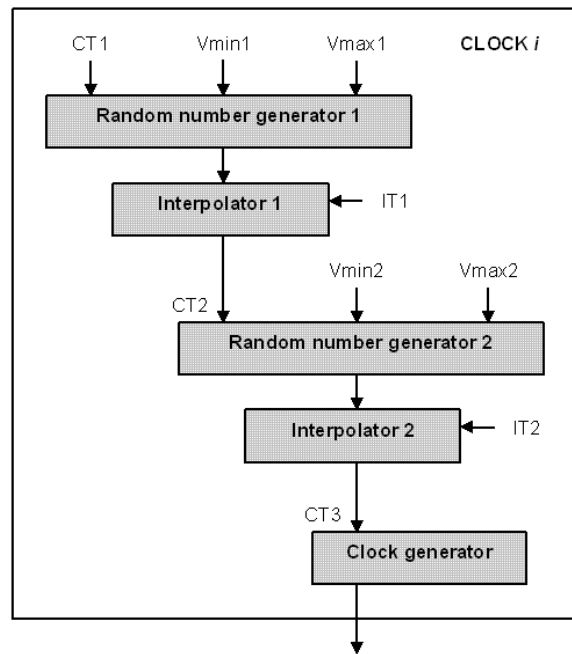 CT1 Vmin1 Vmax1 CLOCK i
Random number generator 1
Interpolator 1 IT1
Vmin2 Vmax2
CT2
Random number generator 2
Interpolator 2 IT2
CT3
Clock generator